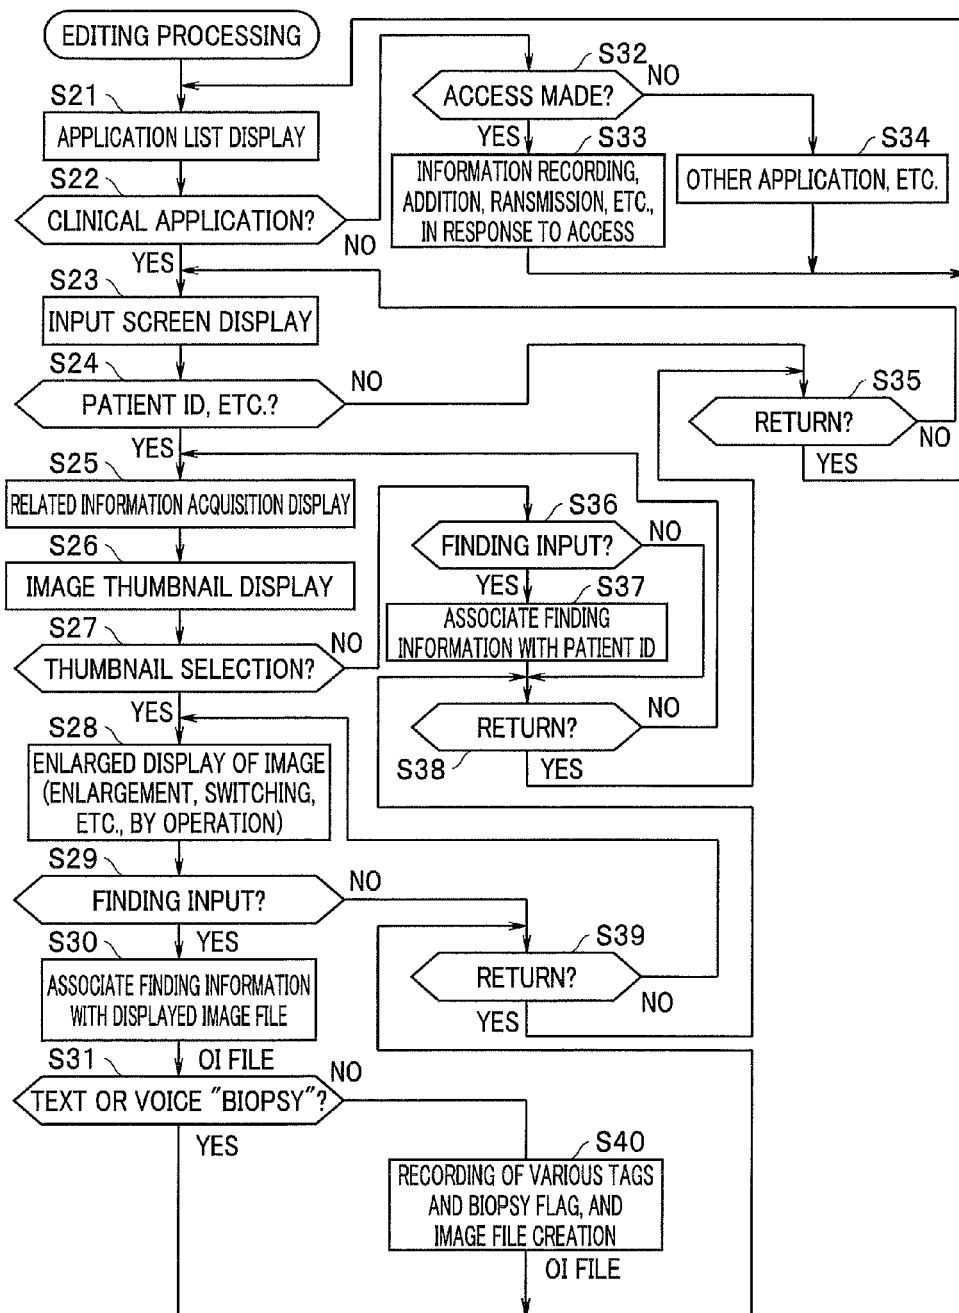 EDITING PROCESSING
S21
APPLICATION LIST DISPLAY
S22
CLINICAL APPLICATION?
NO
YES
S32
ACCESS MADE?
NO
YES
S33
INFORMATION RECORDING,
ADDITION, RANSMISSION, ETC.,
IN RESPONSE TO ACCESS
S34
OTHER APPLICATION, ETC.
S23
INPUT SCREEN DISPLAY
S24
PATIENT ID, ETC.?
NO
YES
S35
RETURN?
NO
YES
S25
RELATED INFORMATION ACQUISITION DISPLAY
S26
IMAGE THUMBNAIL DISPLAY
S27
THUMBNAIL SELECTION?
NO
YES
S36
FINDING INPUT?
NO
YES
S37
ASSOCIATE FINDING
INFORMATION WITH PATIENT ID
RETURN?
NO
S38
YES
S28
ENLARGED DISPLAY OF IMAGE
(ENLARGEMENT, SWITCHING,
ETC., BY OPERATION)
S29
FINDING INPUT?
NO
YES
S30
ASSOCIATE FINDING INFORMATION
WITH DISPLAYED IMAGE FILE
OI FILE
S39
RETURN?
NO
YES
S31
TEXT OR VOICE "BIOPSY"?
NO
YES
S40
RECORDING OF VARIOUS TAGS
AND BIOPSY FLAG, AND
IMAGE FILE CREATION
OI FILE